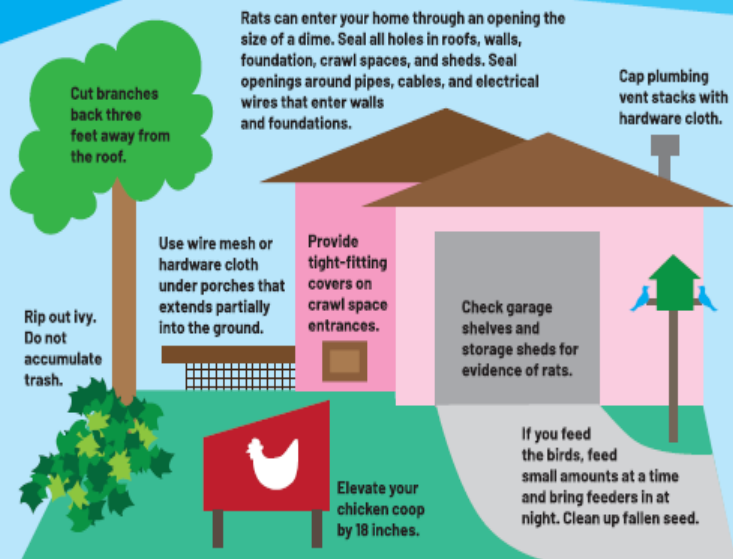 Rats can enter your home through an opening the
size of a dime. Seal all holes in roofs, walls,
foundation, crawl spaces, and sheds. Seal
openings around pipes, cables, and electrical
wires that enter walls
and foundations.
Cap plumbing
vent stacks with
hardware cloth.
Cut branches
back three
feet away from
the roof.
Use wire mesh or
hardware cloth
under porches that
extends partially
into the ground.
Provide
tight-fitting
covers on
crawl space
entrances.
Rip out ivy.
Do not
accumulate
trash.
Check garage
shelves and
storage sheds for
evidence of rats.
If you feed
the birds, feed
small amounts at a time
and bring feeders in at
night. Clean up fallen seed.
Elevate your
chicken coop
by 18 inches.